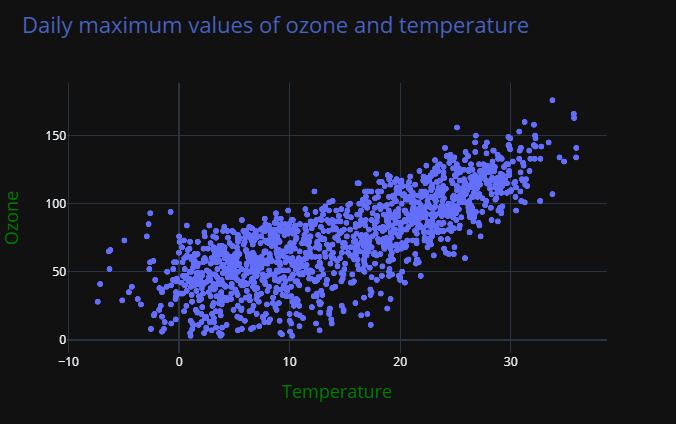 Daily maximum values of ozone and temperature
Ozone
150
100
50
0
−10 0 10 20 30
Temperature